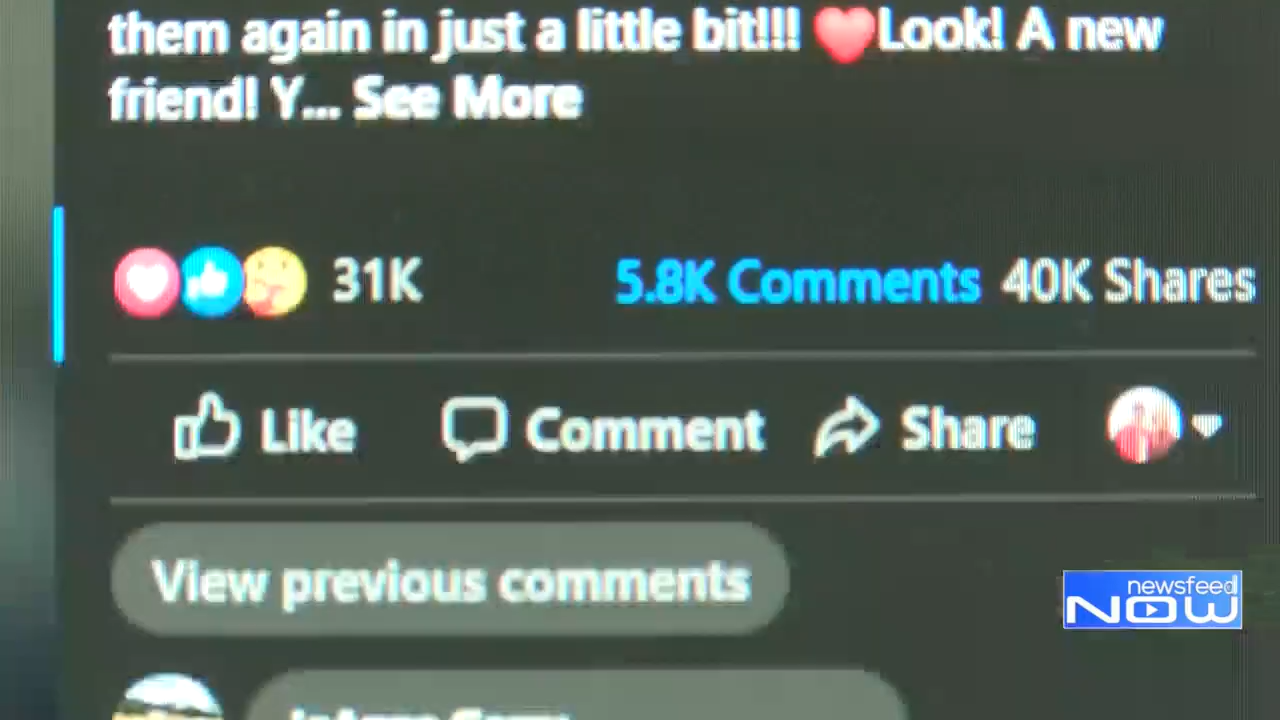 them again in just a little bit!!! ❤️Look! A new
friend! Y... See More
31K 5.8K Comments 40K Shares
Like Comment Share
View previous comments
newsfeed
NOW